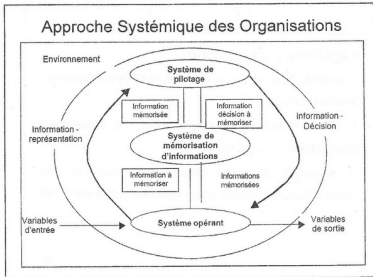 Approche Systémique des Organisations
Environnement
Système de
pilotage
Information
mémorisée
Information
décision à
mémoriser
Information -
représentation
Information -
Décision
Système de
mémorisation
d'informations
Information à
mémoriser
Informations
mémorisées
Variables
d'entrée
Système opérant
Variables
de sortie